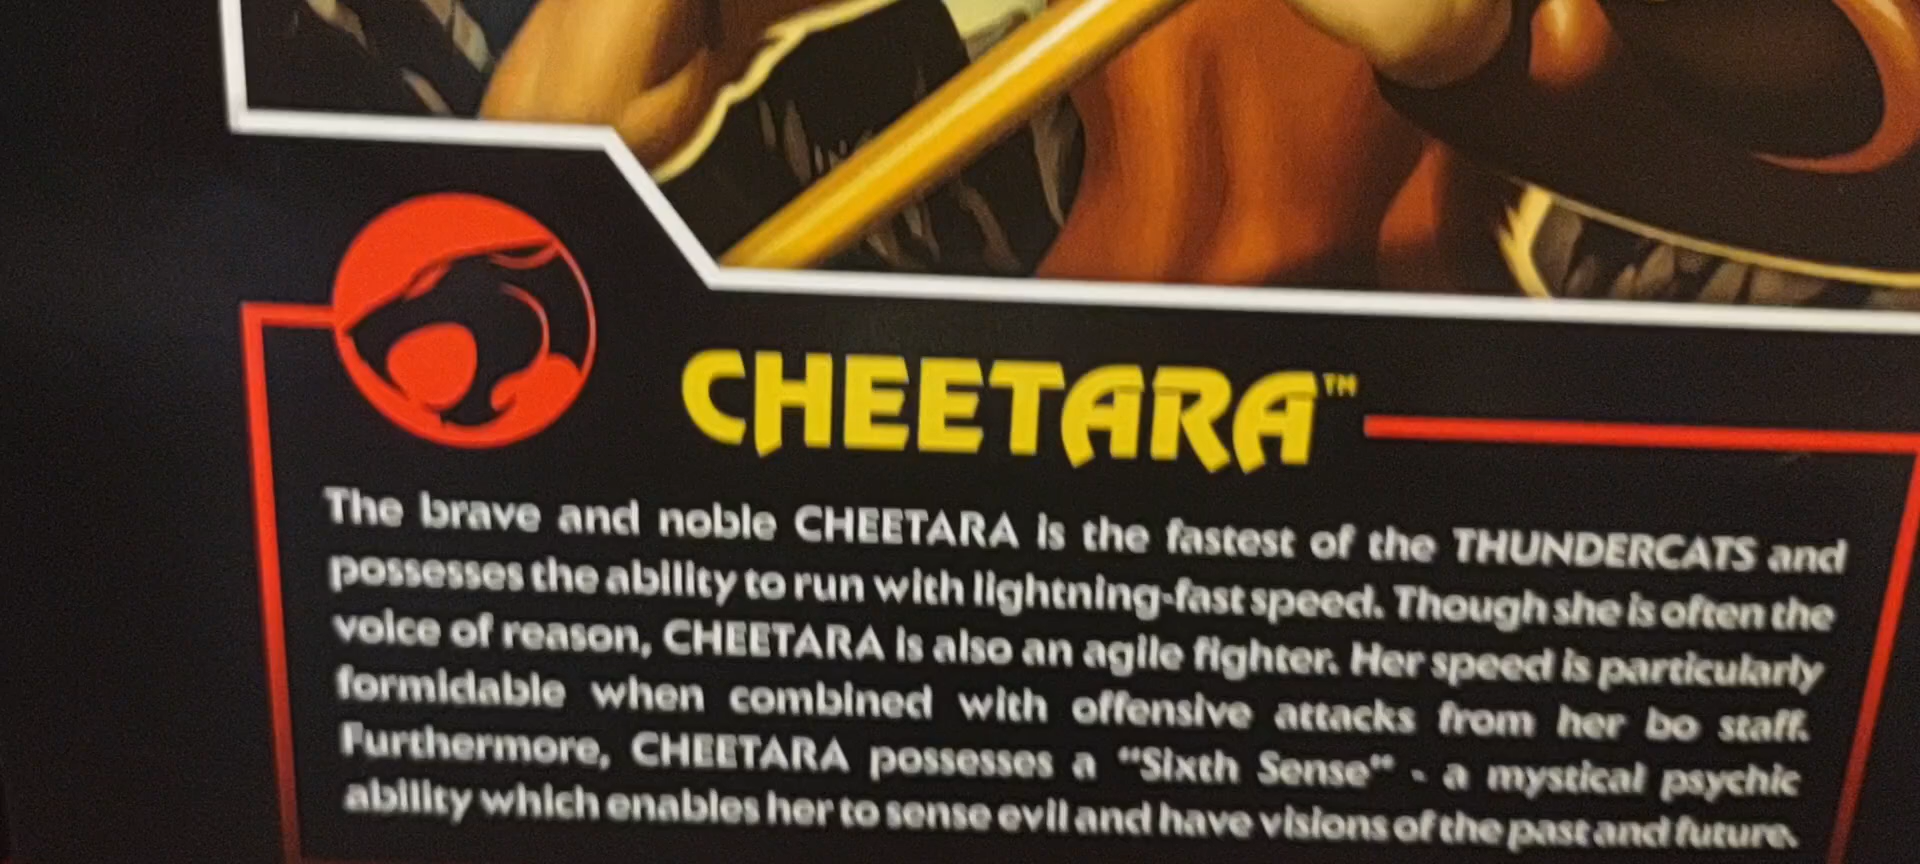 CHEETARA™
The brave and noble CHEETARA is the fastest of the THUNDERCATS and
possesses the ability to run with lightning-fast speed. Though she is often the
voice of reason, CHEETARA is also an agile fighter. Her speed is particularly
formidable when combined with offensive attacks from her bo staff.
Furthermore, CHEETARA possesses a "Sixth Sense" - a mystical psychic
ability which enables her to sense evil and have visions of the past and future.